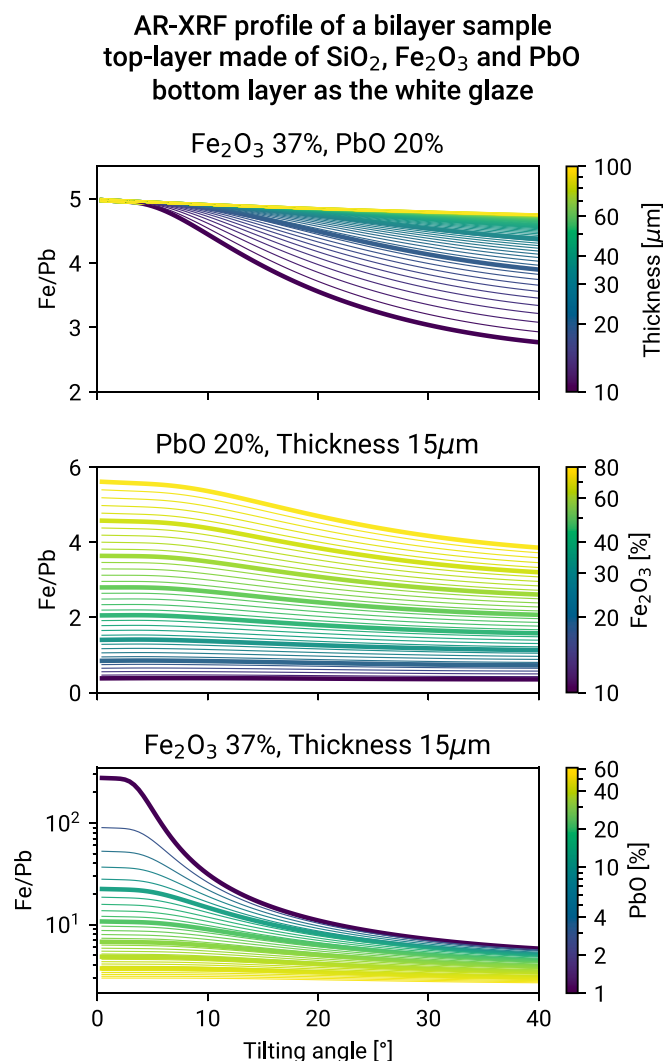 AR-XRF profile of a bilayer sample
top-layer made of SiO₂, Fe₂O₃ and PbO
bottom layer as the white glaze
Fe₂O₃ 37%, PbO 20%
5
4
3
2
Fe/Pb
100
60
40
30
20
10
Thickness [μm]
PbO 20%, Thickness 15μm
6
4
2
0
Fe/Pb
80
60
40
30
20
10
Fe₂O₃ [%]
Fe₂O₃ 37%, Thickness 15μm
10²
10¹
Fe/Pb
0 10 20 30 40
Tilting angle [°]
60
40
20
10
4
2
1
PbO [%]